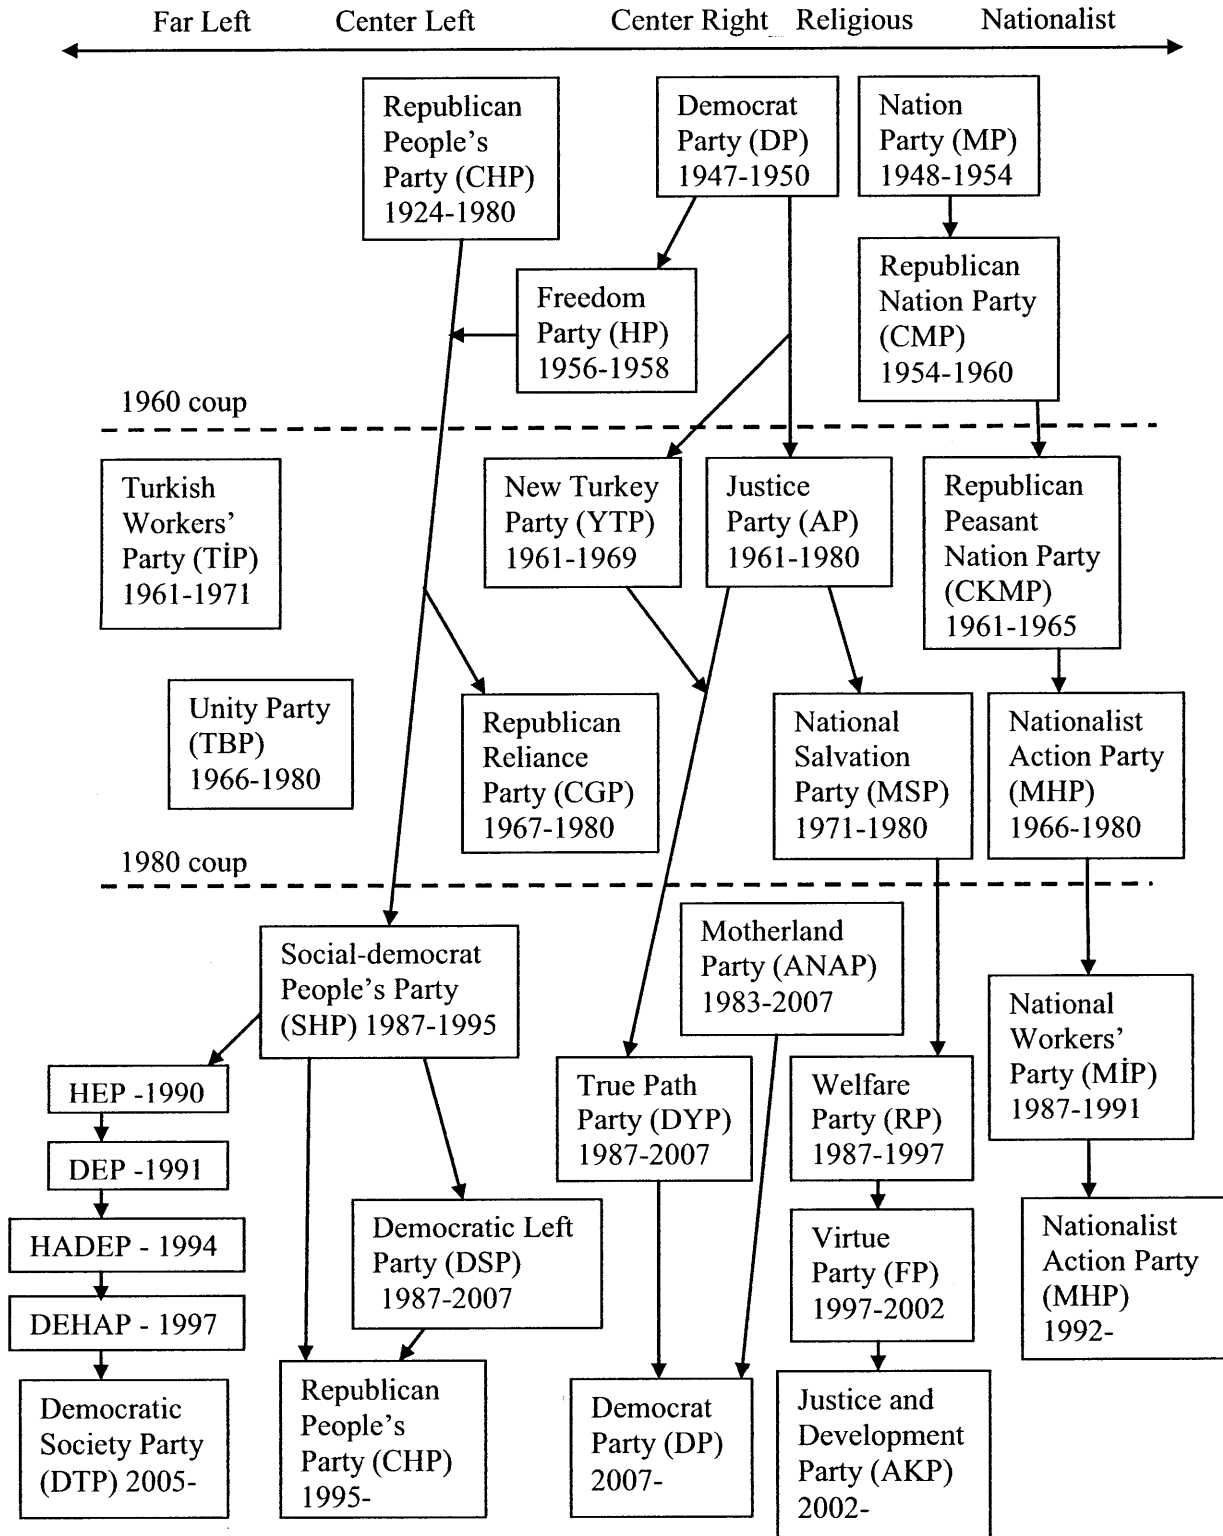 Far Left Center Left Center Right Religious Nationalist
Republican
People's
Party (CHP)
1924-1980
Democrat
Party (DP)
1947-1950
Nation
Party (MP)
1948-1954
Freedom
Party (HP)
1956-1958
Republican
Nation Party
(CMP)
1954-1960
1960 coup
Turkish
Workers'
Party (TİP)
1961-1971
New Turkey
Party (YTP)
1961-1969
Justice
Party (AP)
1961-1980
Republican
Peasant
Nation Party
(CKMP)
1961-1965
Unity Party
(TBP)
1966-1980
Republican
Reliance
Party (CGP)
1967-1980
National
Salvation
Party (MSP)
1971-1980
Nationalist
Action Party
(MHP)
1966-1980
1980 coup
Social-democrat
People's Party
(SHP) 1987-1995
Motherland
Party (ANAP)
1983-2007
National
Workers'
Party (MİP)
1987-1991
HEP -1990
DEP -1991
HADEP - 1994
DEHAP - 1997
Democratic
Society Party
(DTP) 2005-
True Path
Party (DYP)
1987-2007
Welfare
Party (RP)
1987-1997
Democratic Left
Party (DSP)
1987-2007
Virtue
Party (FP)
1997-2002
Nationalist
Action Party
(MHP)
1992-
Republican
People's
Party (CHP)
1995-
Democrat
Party (DP)
2007-
Justice and
Development
Party (AKP)
2002-